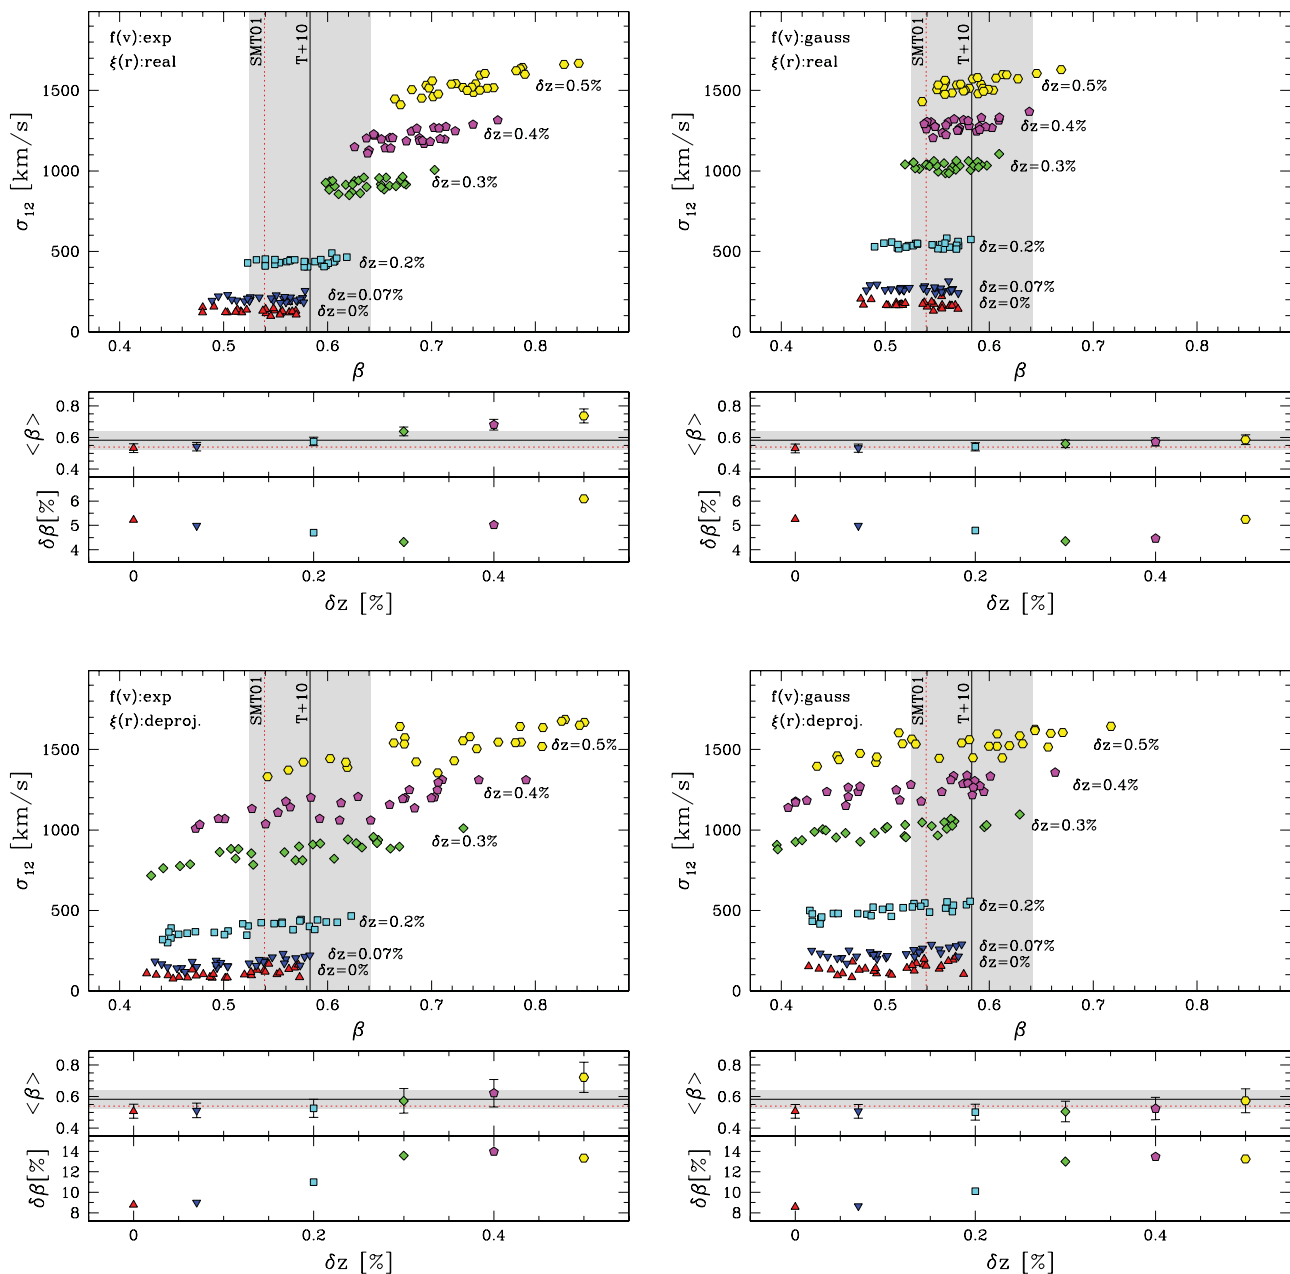 f(v):exp
ξ(r):real
SMT01
T+10
δz=0.5%
δz=0.4%
δz=0.3%
δz=0.2%
δz=0.07%
δz=0%
σ12 [km/s]
1500
1000
500
0
0.4 0.5 0.6 0.7 0.8
β
<β>
0.8
0.6
0.4
δβ[%]
6
5
4
0 0.2 0.4
δz [%]
f(v):gauss
ξ(r):real
SMT01
T+10
δz=0.5%
δz=0.4%
δz=0.3%
δz=0.2%
δz=0.07%
δz=0%
σ12 [km/s]
1500
1000
500
0
0.4 0.5 0.6 0.7 0.8
β
<β>
0.8
0.6
0.4
δβ[%]
6
5
4
0 0.2 0.4
δz [%]
f(v):exp
ξ(r):deproj.
SMT01
T+10
δz=0.5%
δz=0.4%
δz=0.3%
δz=0.2%
δz=0.07%
δz=0%
σ12 [km/s]
1500
1000
500
0
0.4 0.5 0.6 0.7 0.8
β
<β>
0.8
0.6
0.4
δβ[%]
14
12
10
8
0 0.2 0.4
δz [%]
f(v):gauss
ξ(r):deproj.
SMT01
T+10
δz=0.5%
δz=0.4%
δz=0.3%
δz=0.2%
δz=0.07%
δz=0%
σ12 [km/s]
1500
1000
500
0
0.4 0.5 0.6 0.7 0.8
β
<β>
0.8
0.6
0.4
δβ[%]
14
12
10
8
0 0.2 0.4
δz [%]